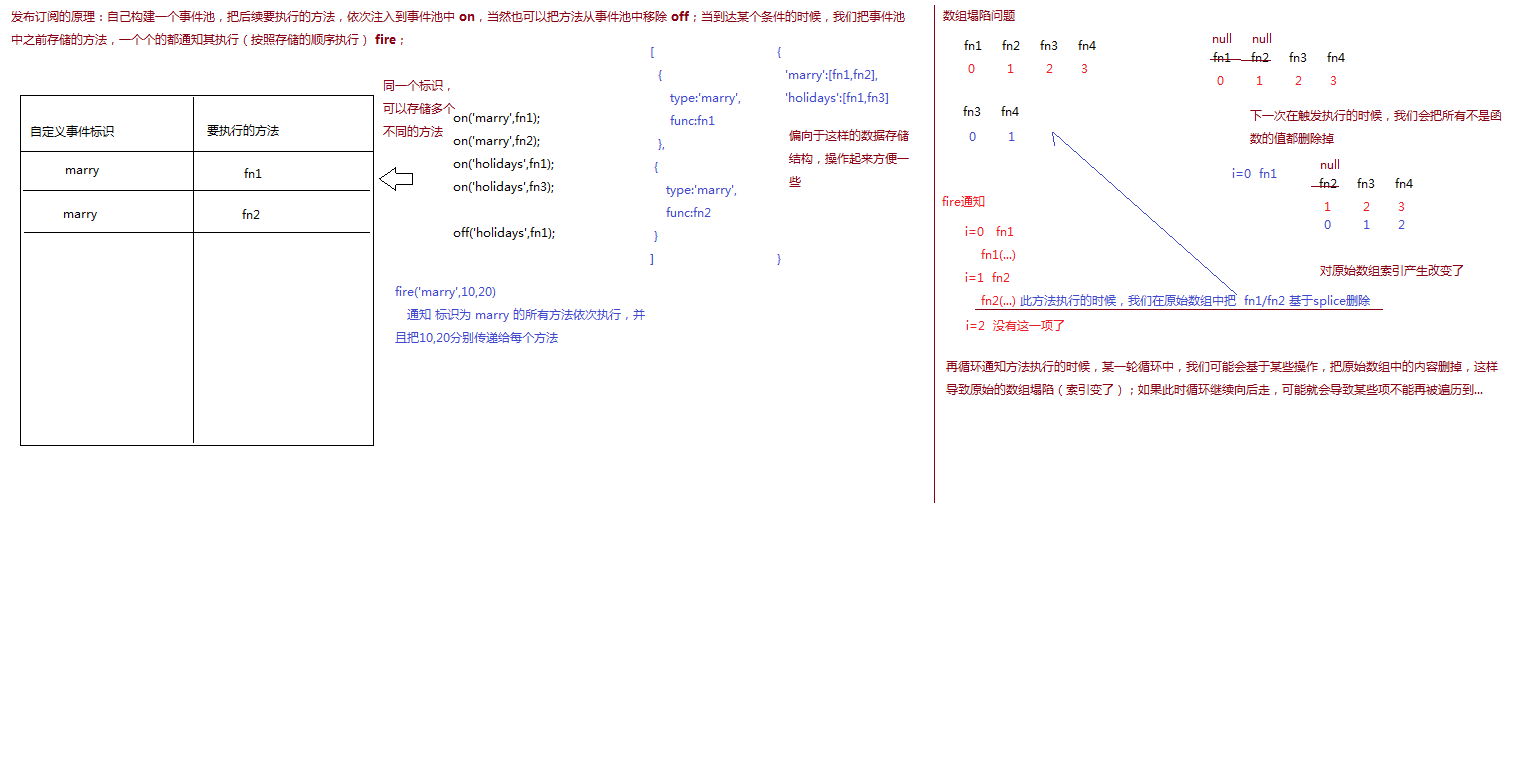 发布订阅的原理：自己构建一个事件池，把后续要执行的方法，依次注入到事件池中 on，当然也可以把方法从事件池中移除 off；当到达某个条件的时候，我们把事件池
中之前存储的方法，一个个的都通知其执行（按照存储的顺序执行） fire；
自定义事件标识 要执行的方法
marry fn1
marry fn2
同一个标识，
可以存储多个
不同的方法
on('marry',fn1);
on('marry',fn2);
on('holidays',fn1);
on('holidays',fn3);
off('holidays',fn1);
fire('marry',10,20)
通知 标识为 marry 的所有方法依次执行，并
且把10,20分别传递给每个方法
[
{
type:'marry',
func:fn1
},
{
type:'marry',
func:fn2
}
]
{
'marry':[fn1,fn2],
'holidays':[fn1,fn3]
偏向于这样的数据存储
结构，操作起来方便一
些
}
数组塌陷问题
fn1 fn2 fn3 fn4
0 1 2 3
fn3 fn4
0 1
fire通知
i=0 fn1
fn1(...)
i=1 fn2
fn2(...) 此方法执行的时候，我们在原始数组中把 fn1/fn2 基于splice删除
i=2 没有这一项了
null null
fn1 fn2 fn3 fn4
0 1 2 3
下一次在触发执行的时候，我们会把所有不是函
数的值都删除掉
i=0 fn1
null
fn2 fn3 fn4
1 2 3
0 1 2
对原始数组索引产生改变了
再循环通知方法执行的时候，某一轮循环中，我们可能会基于某些操作，把原始数组中的内容删掉，这样
导致原始的数组塌陷（索引变了）；如果此时循环继续向后走，可能就会导致某些项不能再被遍历到...